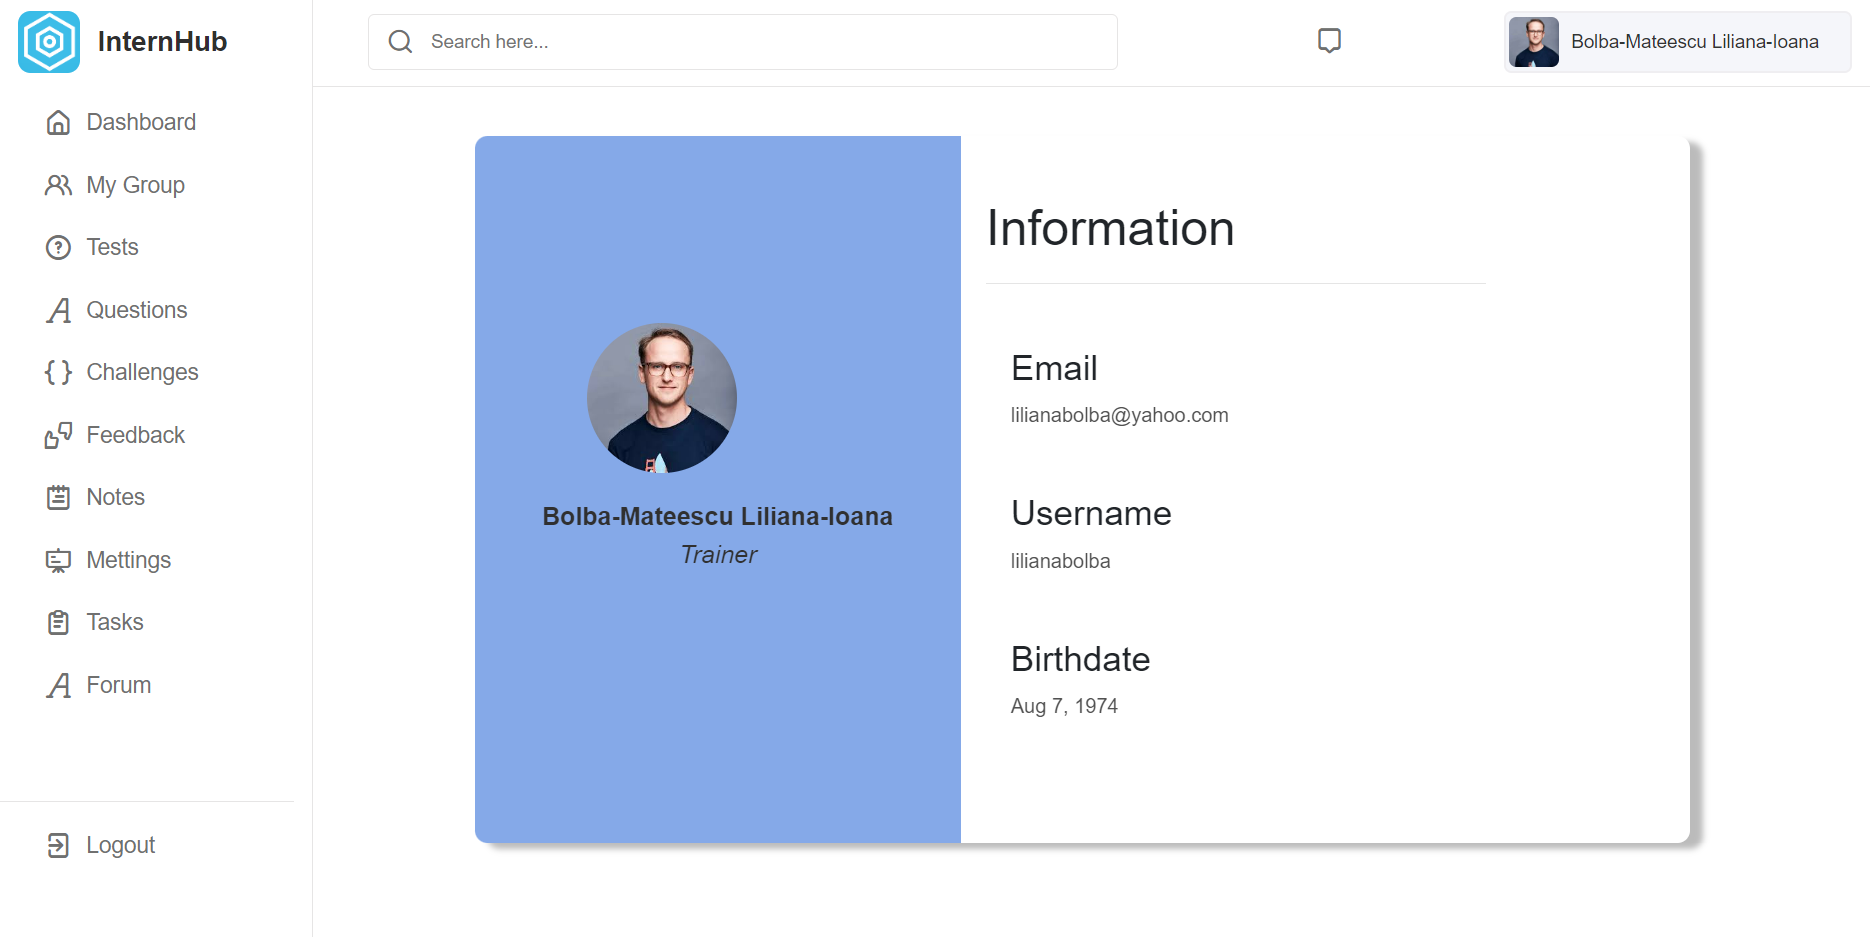 InternHub
Search here...
Bolba-Mateescu Liliana-Ioana
Dashboard
My Group
Tests
Questions
Challenges
Feedback
Notes
Mettings
Tasks
Forum
Logout
Bolba-Mateescu Liliana-Ioana
Trainer
Information
Email
lilianabolba@yahoo.com
Username
lilianabolba
Birthdate
Aug 7, 1974